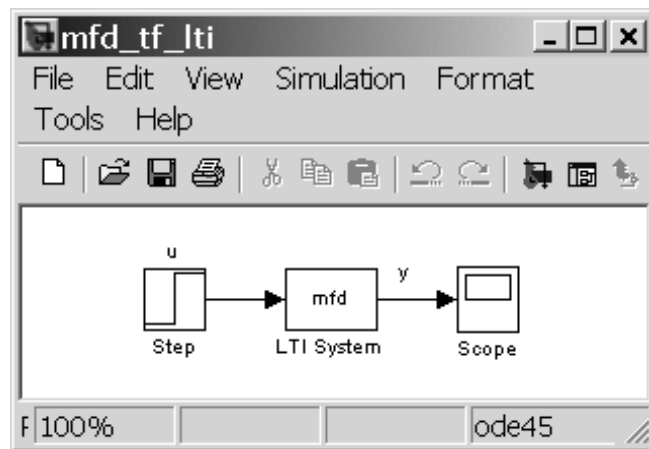 mfd_tf_lti
File Edit View Simulation Format
Tools Help
u
mfd
y
Step
LTI System
Scope
F 100% ode45